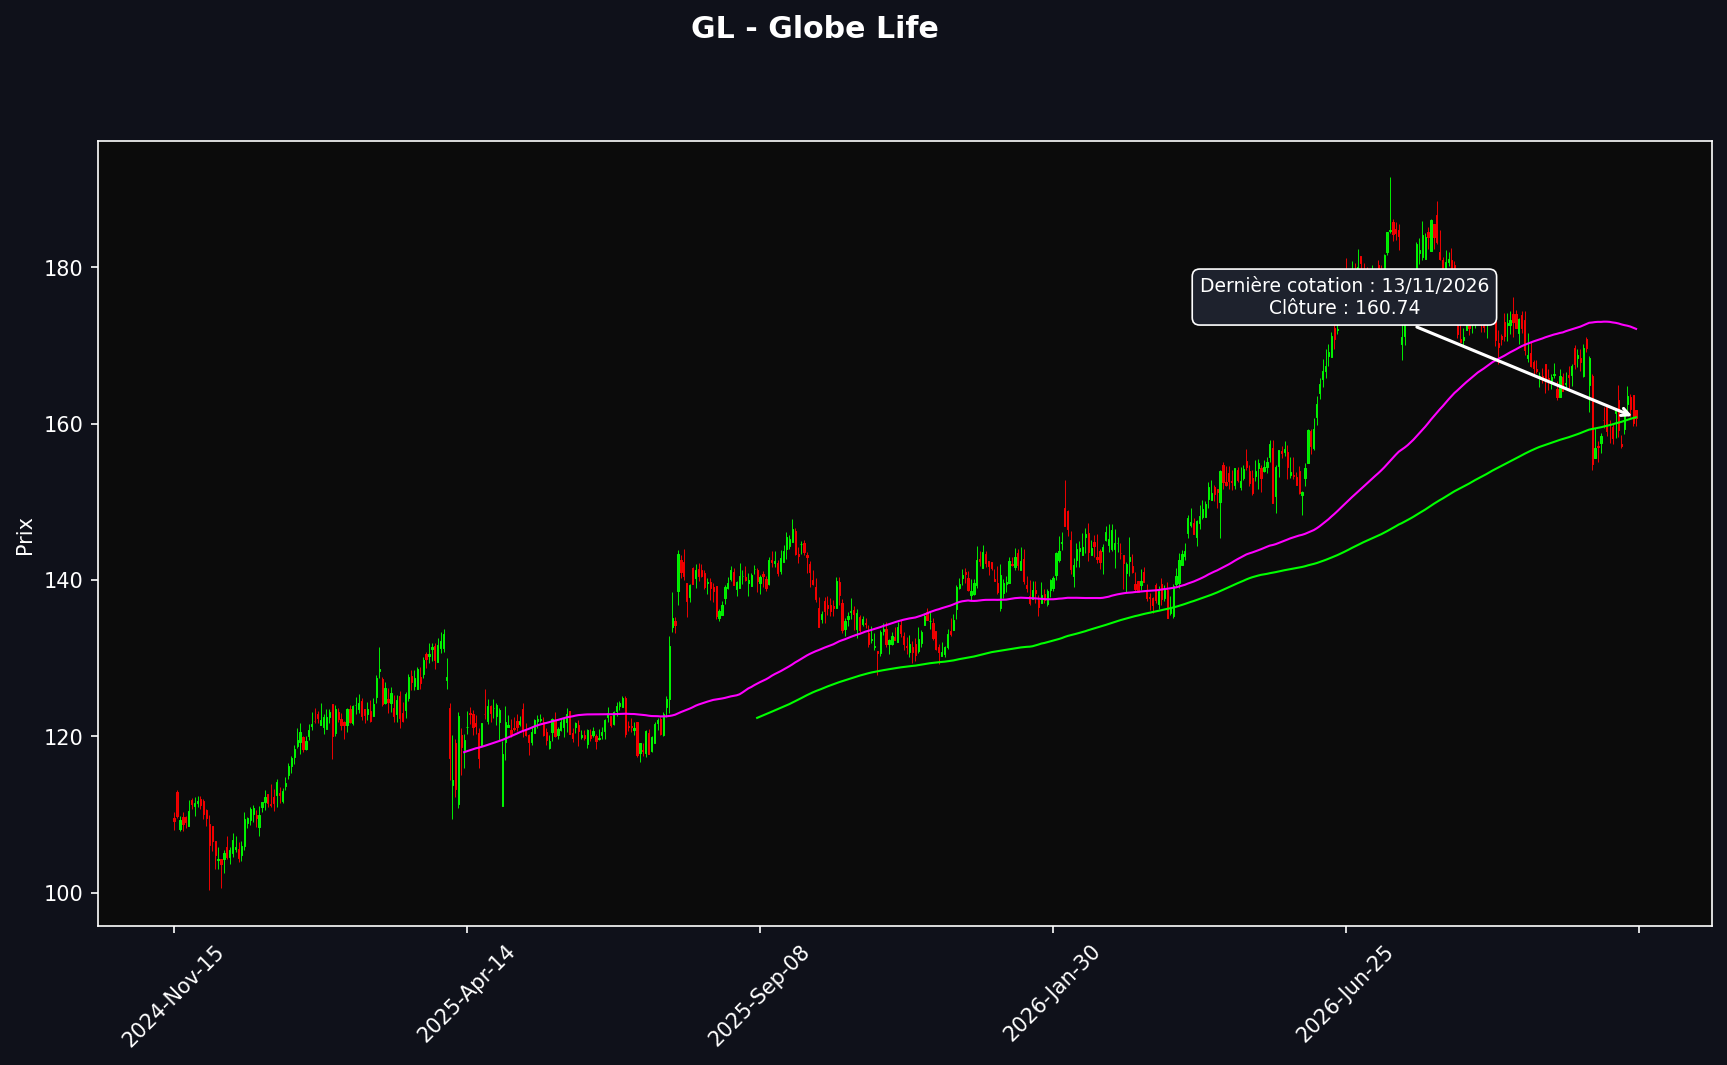 GL - Globe Life
Prix
180
160
140
120
100
Dernière cotation : 13/11/2026
Clôture : 160.74
2024-Nov-15
2025-Apr-14
2025-Sep-08
2026-Jan-30
2026-Jun-25